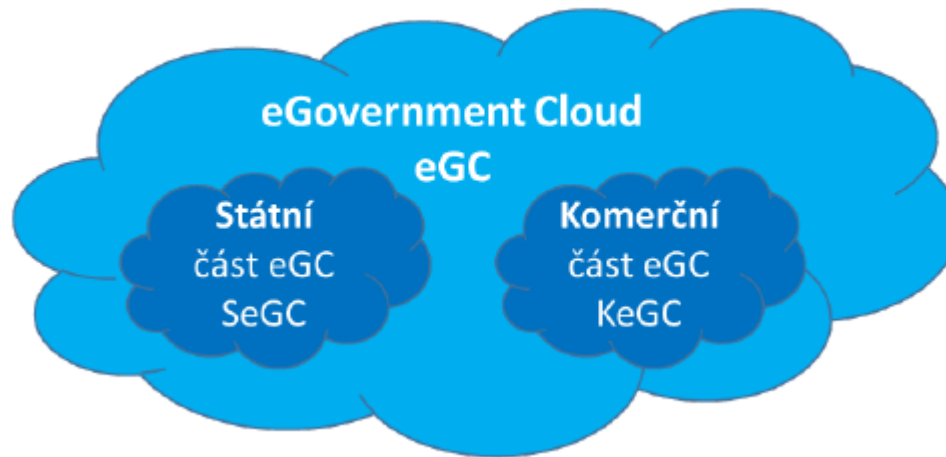 eGovernment Cloud
eGC
Státní
část eGC
SeGC
Komerční
část eGC
KeGC